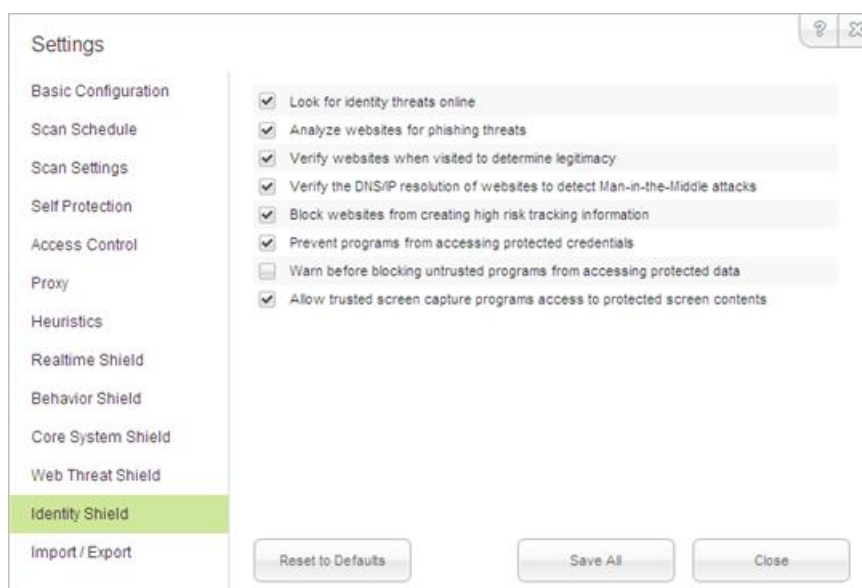 Settings
Basic Configuration
Scan Schedule
Scan Settings
Self Protection
Access Control
Proxy
Heuristics
Realtime Shield
Behavior Shield
Core System Shield
Web Threat Shield
Identity Shield
Import / Export
Look for identity threats online
Analyze websites for phishing threats
Verify websites when visited to determine legitimacy
Verify the DNS/IP resolution of websites to detect Man-in-the-Middle attacks
Block websites from creating high risk tracking information
Prevent programs from accessing protected credentials
Warn before blocking untrusted programs from accessing protected data
Allow trusted screen capture programs access to protected screen contents
Reset to Defaults
Save All
Close